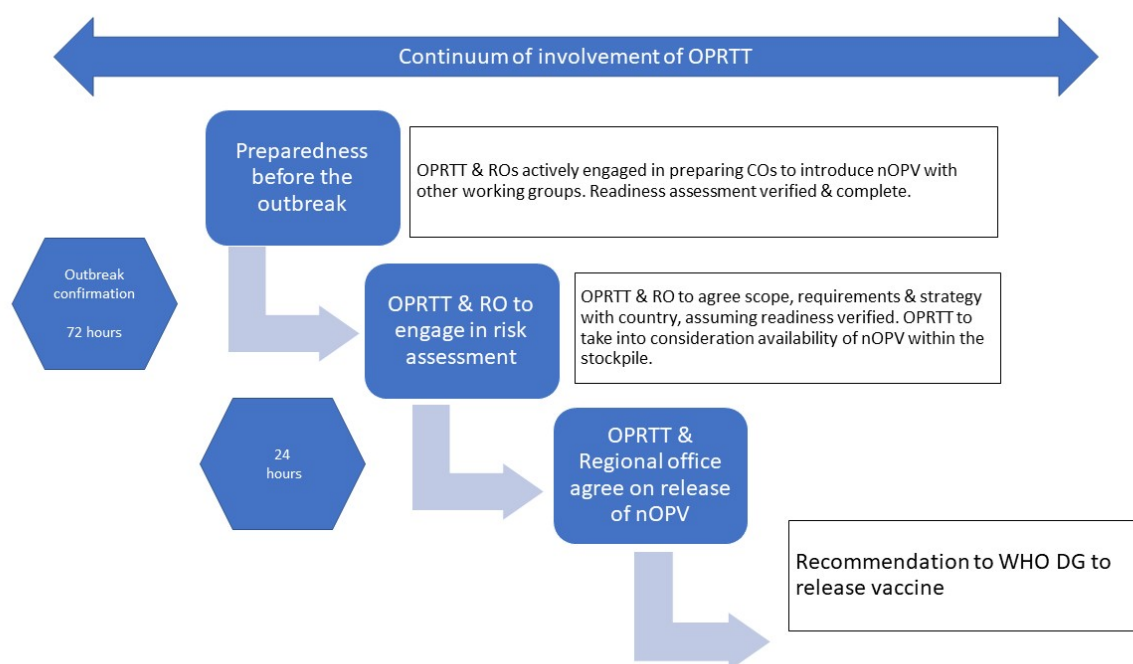 Continuum of involvement of OPRTT
Preparedness
before the
outbreak
OPRTT & ROs actively engaged in preparing COs to introduce nOPV with
other working groups. Readiness assessment verified & complete.
Outbreak
confirmation
72 hours
OPRTT & RO to
engage in risk
assessment
OPRTT & RO to agree scope, requirements & strategy
with country, assuming readiness verified. OPRTT to
take into consideration availability of nOPV within the
stockpile.
24
hours
OPRTT &
Regional office
agree on release
of nOPV
Recommendation to WHO DG to
release vaccine